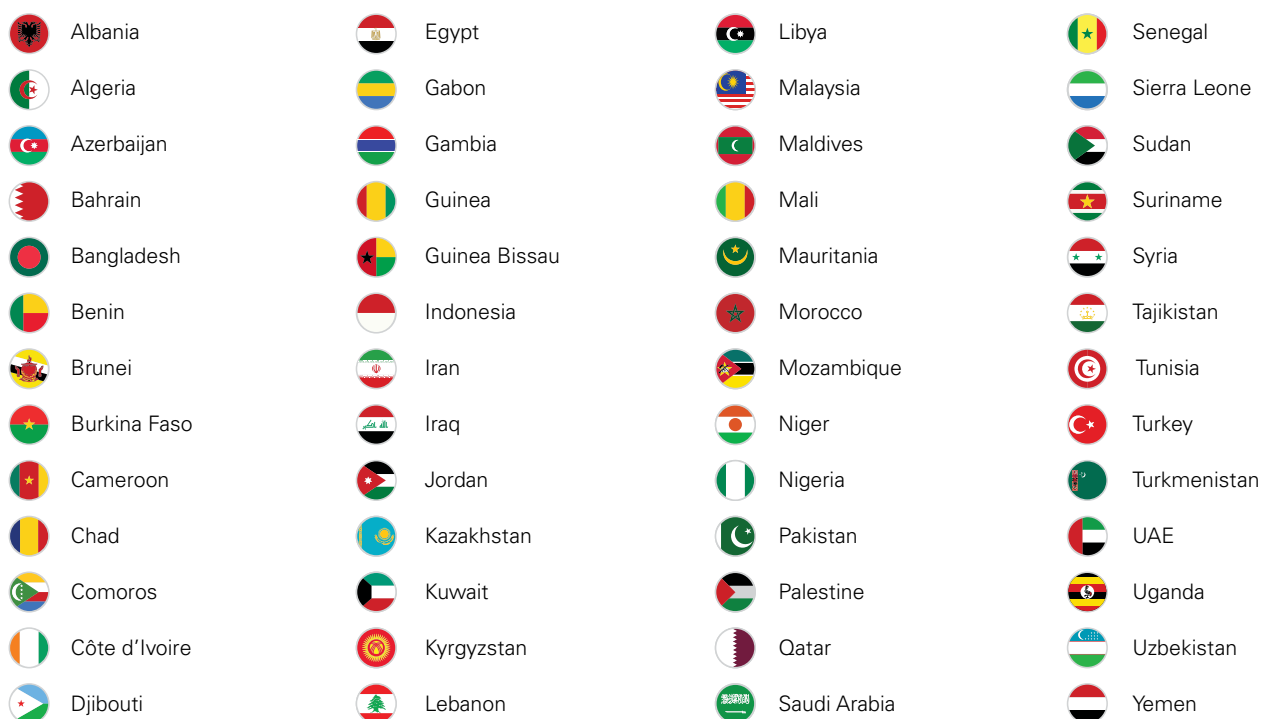 Albania
Algeria
Azerbaijan
Bahrain
Bangladesh
Benin
Brunei
Burkina Faso
Cameroon
Chad
Comoros
Côte d’Ivoire
Djibouti
Egypt
Gabon
Gambia
Guinea
Guinea Bissau
Indonesia
Iran
Iraq
Jordan
Kazakhstan
Kuwait
Kyrgyzstan
Lebanon
Libya
Malaysia
Maldives
Mali
Mauritania
Morocco
Mozambique
Niger
Nigeria
Pakistan
Palestine
Qatar
Saudi Arabia
Senegal
Sierra Leone
Sudan
Suriname
Syria
Tajikistan
Tunisia
Turkey
Turkmenistan
UAE
Uganda
Uzbekistan
Yemen